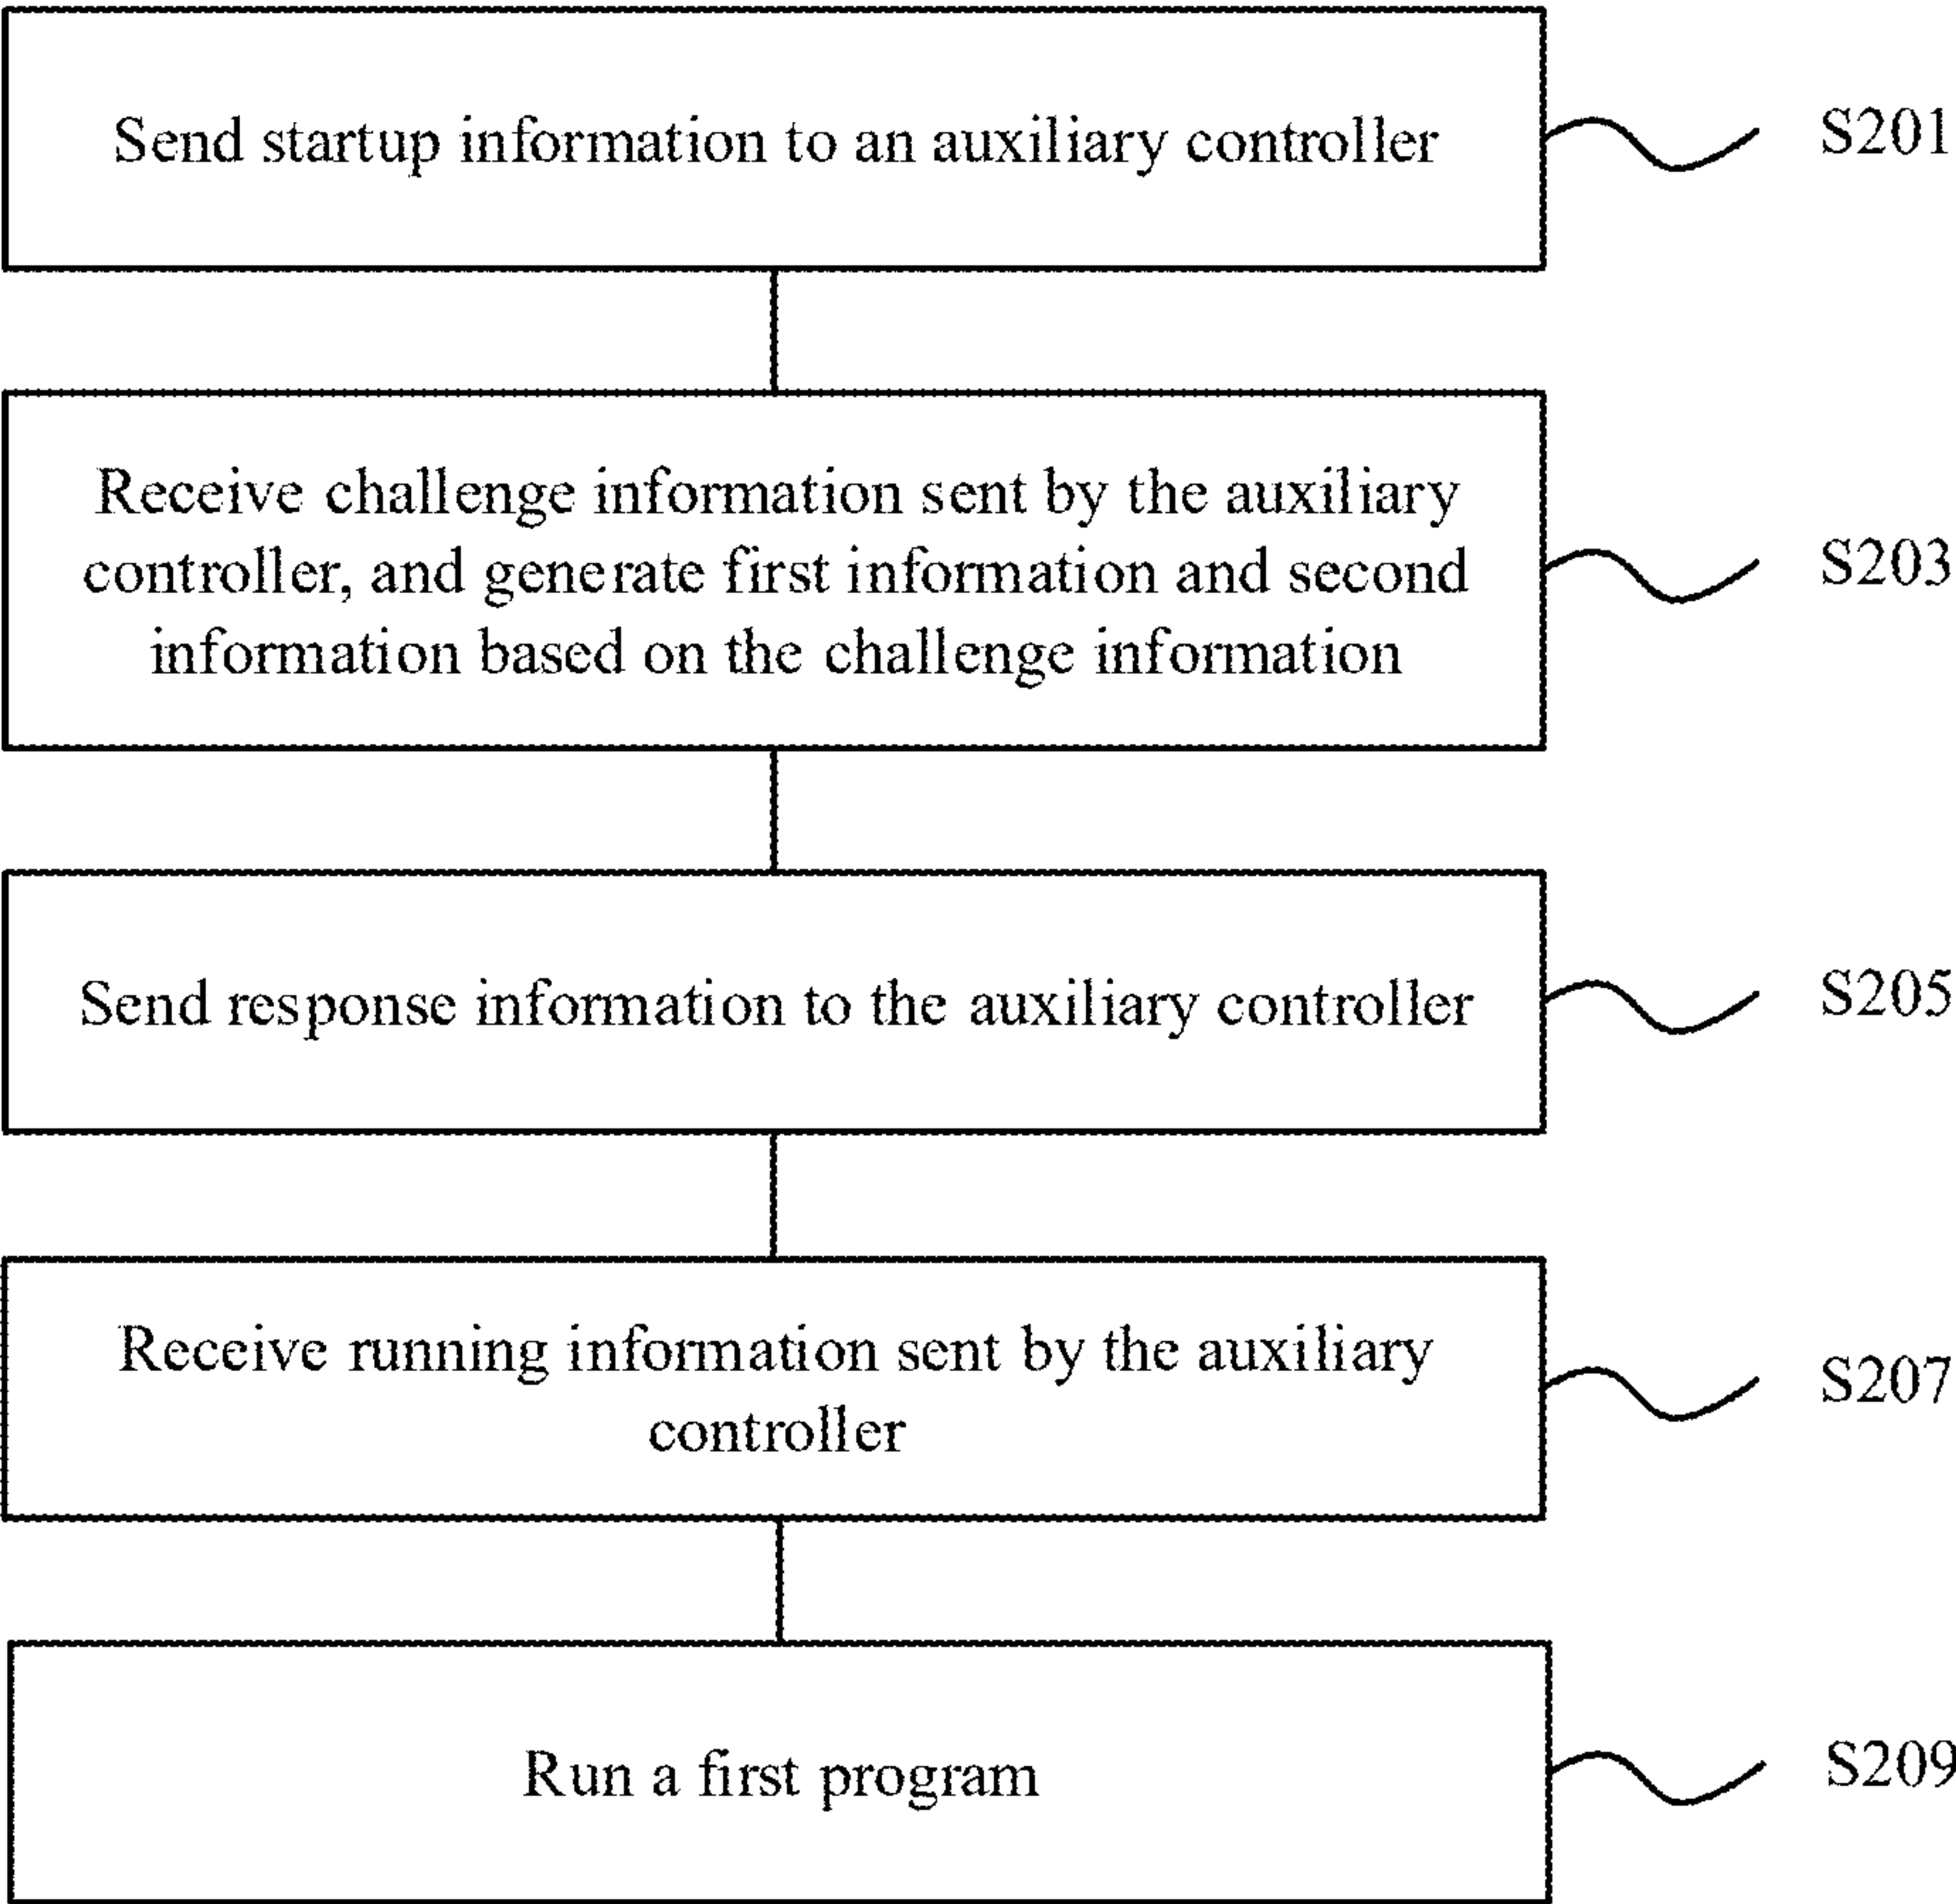 Send startup information to an auxiliary controller
S201
Receive challenge information sent by the auxiliary
controller, and generate first information and second
information based on the challenge information
S203
Send response information to the auxiliary controller
S205
Receive running information sent by the auxiliary
controller
S207
Run a first program
S209